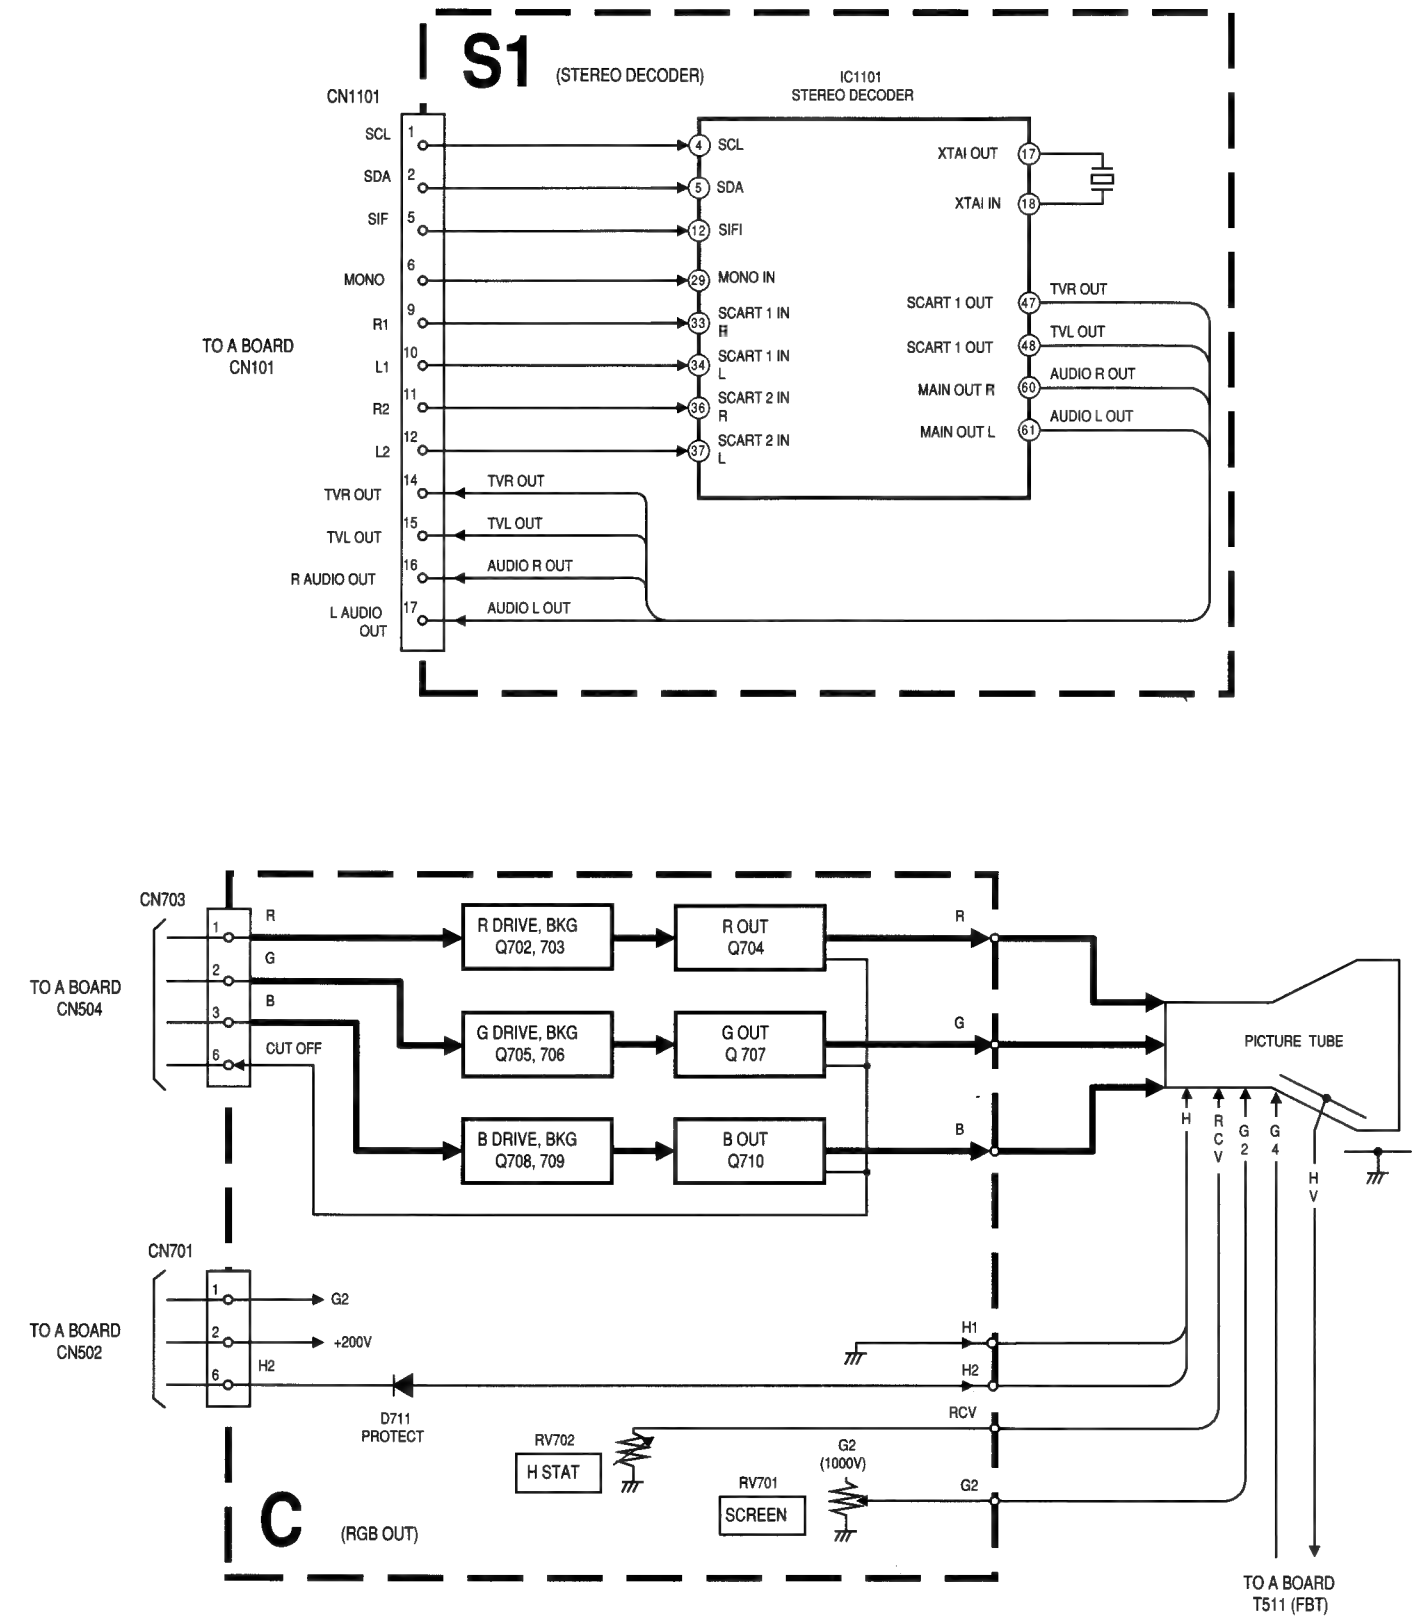 S1 (STEREO DECODER)
IC1101
STEREO DECODER
CN1101
SCL 1
SDA 2
SIF 5
MONO 6
R1 9
L1 10
R2 11
L2 12
TVR OUT 14
TVL OUT 15
R AUDIO OUT 16
L AUDIO OUT 17
TO A BOARD
CN101
4 SCL
5 SDA
12 SIFI
29 MONO IN
33 SCART 1 IN
R
34 SCART 1 IN
L
36 SCART 2 IN
R
37 SCART 2 IN
L
XTAI OUT 17
XTAI IN 18
SCART 1 OUT 47 TVR OUT
SCART 1 OUT 48 TVL OUT
MAIN OUT R 60 AUDIO R OUT
MAIN OUT L 61 AUDIO L OUT
TVR OUT
TVL OUT
AUDIO R OUT
AUDIO L OUT
CN703
1 R
2 G
3 B
6 CUT OFF
TO A BOARD
CN504
R DRIVE, BKG
Q702, 703
R OUT
Q704
R
G DRIVE, BKG
Q705, 706
G OUT
Q 707
G
B DRIVE, BKG
Q708, 709
B OUT
Q710
B
PICTURE TUBE
H
RCV
G2
G4
HV
CN701
1 G2
2 +200V
6 H2
TO A BOARD
CN502
D711
PROTECT
H1
H2
RCV
RV702
H STAT
G2
(1000V)
RV701
SCREEN
G2
C (RGB OUT)
TO A BOARD
T511 (FBT)